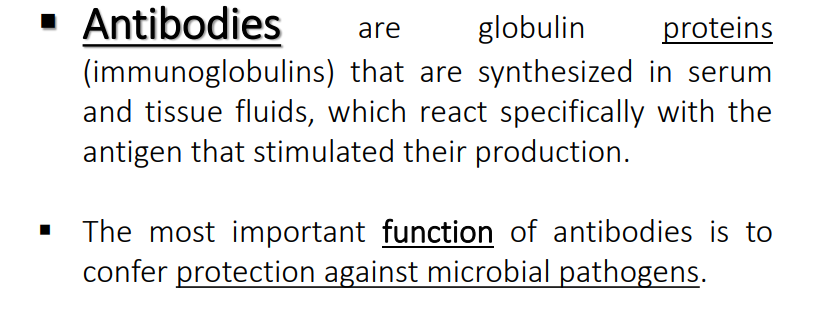 ▪ Antibodies are globulin proteins
(immunoglobulins) that are synthesized in serum
and tissue fluids, which react specifically with the
antigen that stimulated their production.
▪ The most important function of antibodies is to
confer protection against microbial pathogens.